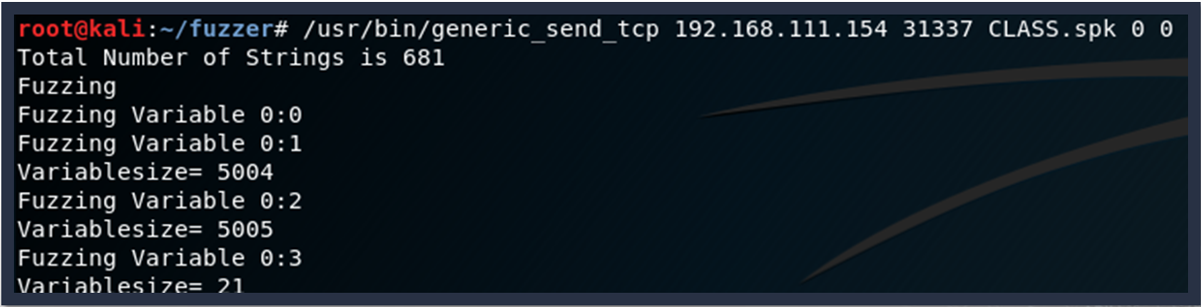 root@kali:~/fuzzer# /usr/bin/generic_send_tcp 192.168.111.154 31337 CLASS.spk 0 0
Total Number of Strings is 681
Fuzzing
Fuzzing Variable 0:0
Fuzzing Variable 0:1
Variablesize= 5004
Fuzzing Variable 0:2
Variablesize= 5005
Fuzzing Variable 0:3
Variablesize= 21